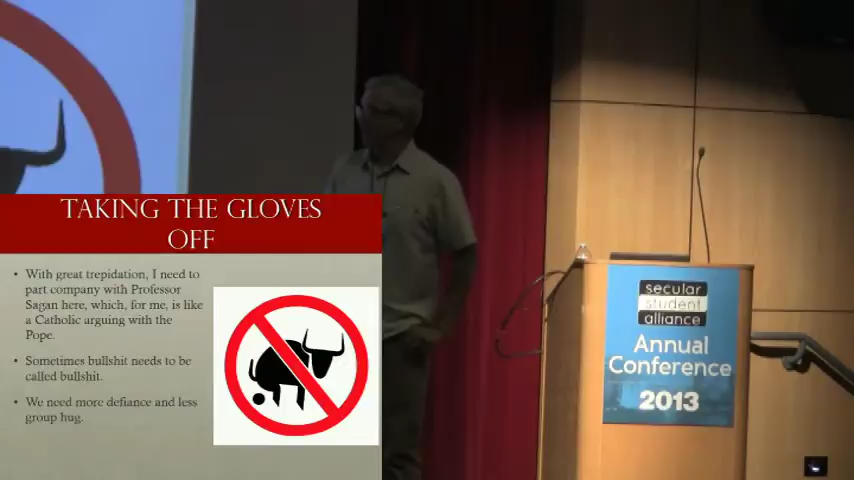 TAKING THE GLOVES
OFF
• With great trepidation, I need to
part company with Professor
Sagan here, which, for me, is like
a Catholic arguing with the
Pope.
• Sometimes bullshit needs to be
called bullshit.
• We need more defiance and less
group hug.
secular
student
alliance
Annual
Conference
2013